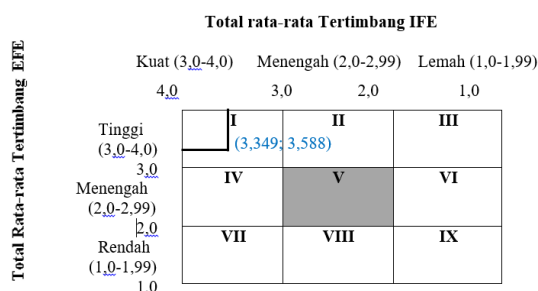 Total rata-rata Tertimbang IFE
Total Rata-rata Tertimbang EFE
Kuat (3,0-4,0) Menengah (2,0-2,99) Lemah (1,0-1,99)
4,0 3,0 2,0 1,0
Tinggi
(3,0-4,0)
I II III
(3,349; 3,588)
3,0
Menengah
(2,0-2,99)
IV V VI
2,0
Rendah
(1,0-1,99)
VII VIII IX
1,0